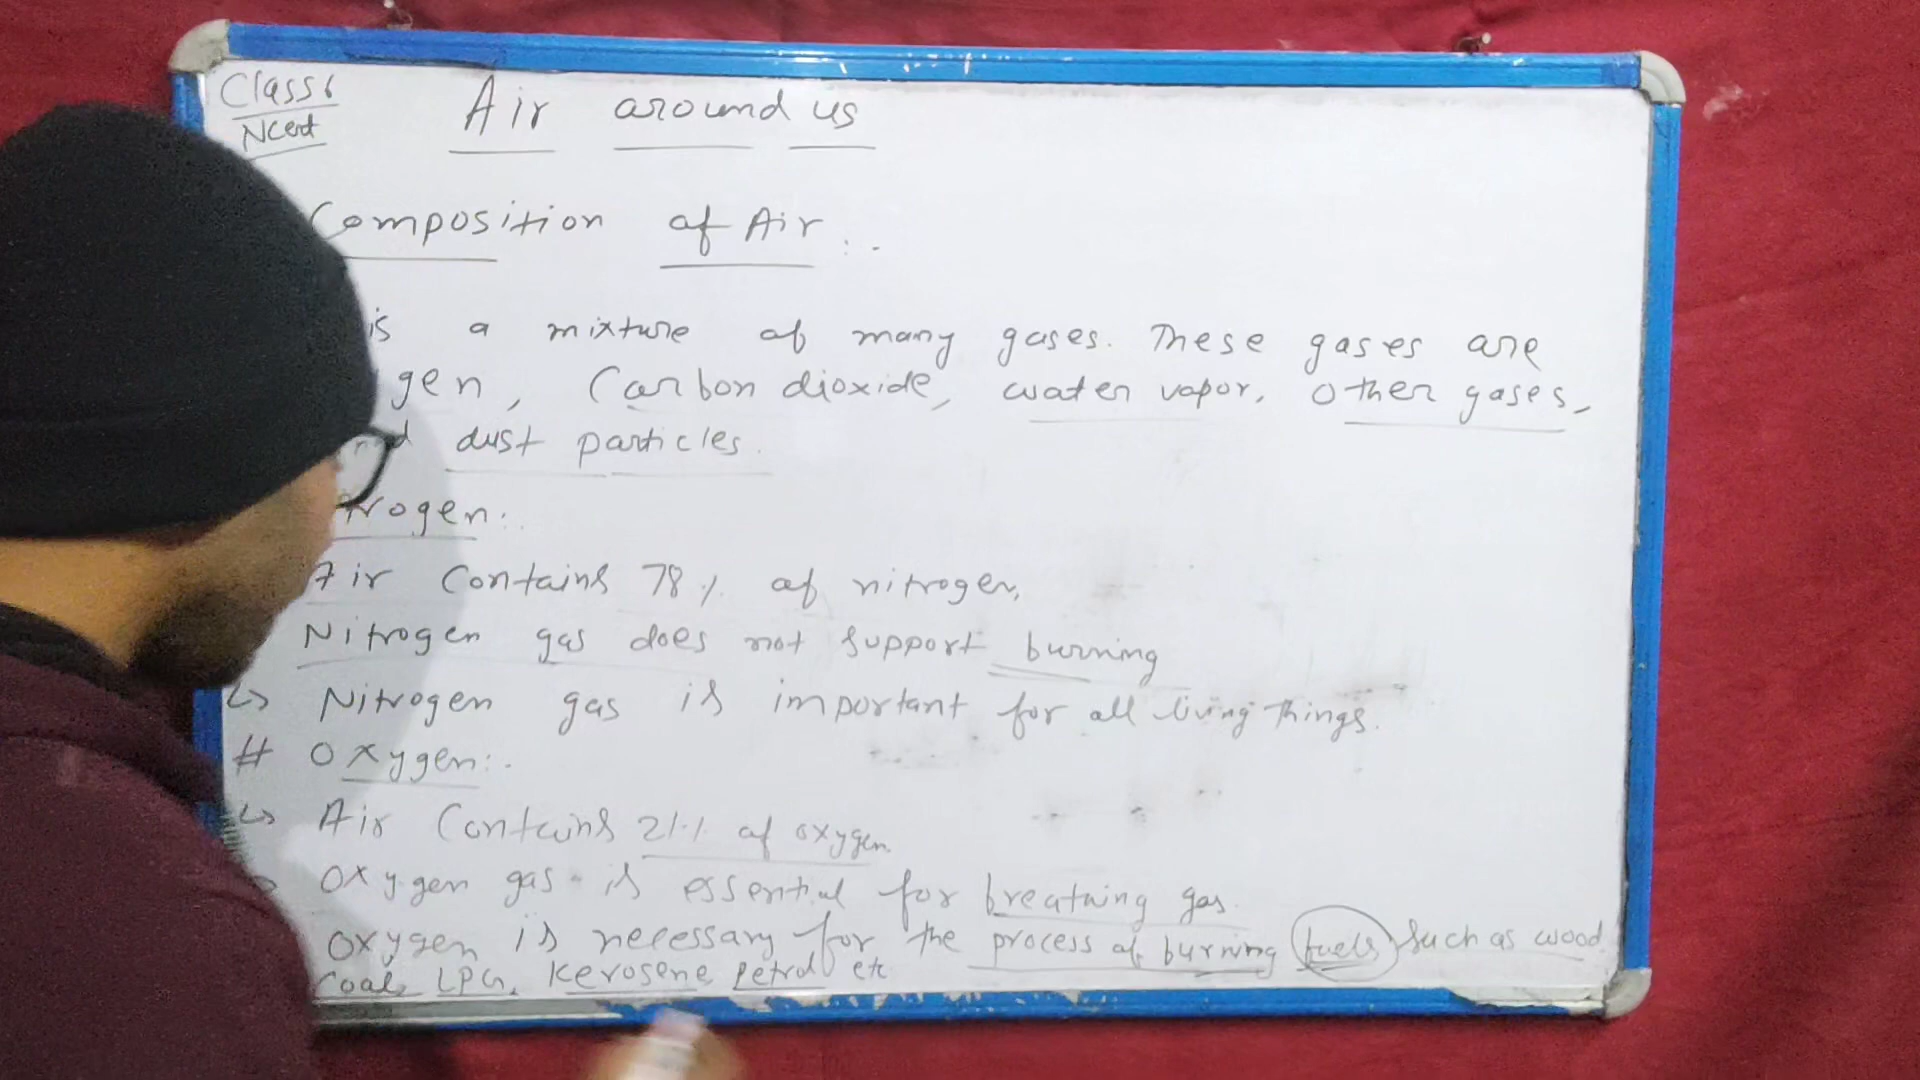 Class 6
Ncert
Air around us
Composition of Air :.
is a mixture of many gases. These gases are
gen, Carbon dioxide, water vapor, other gases,
nd dust particles.
trogen:.
Air Contains 78% of nitrogen,
Nitrogen gas does not support burning
↳ Nitrogen gas is important for all living things.
# Oxygen:.
↳ Air Contains 21% of oxygen
Oxygen gas is essential for breathing gas.
Oxygen is necessary for the process of burning fuels such as wood
Coal, LPG, Kerosene, petrol etc